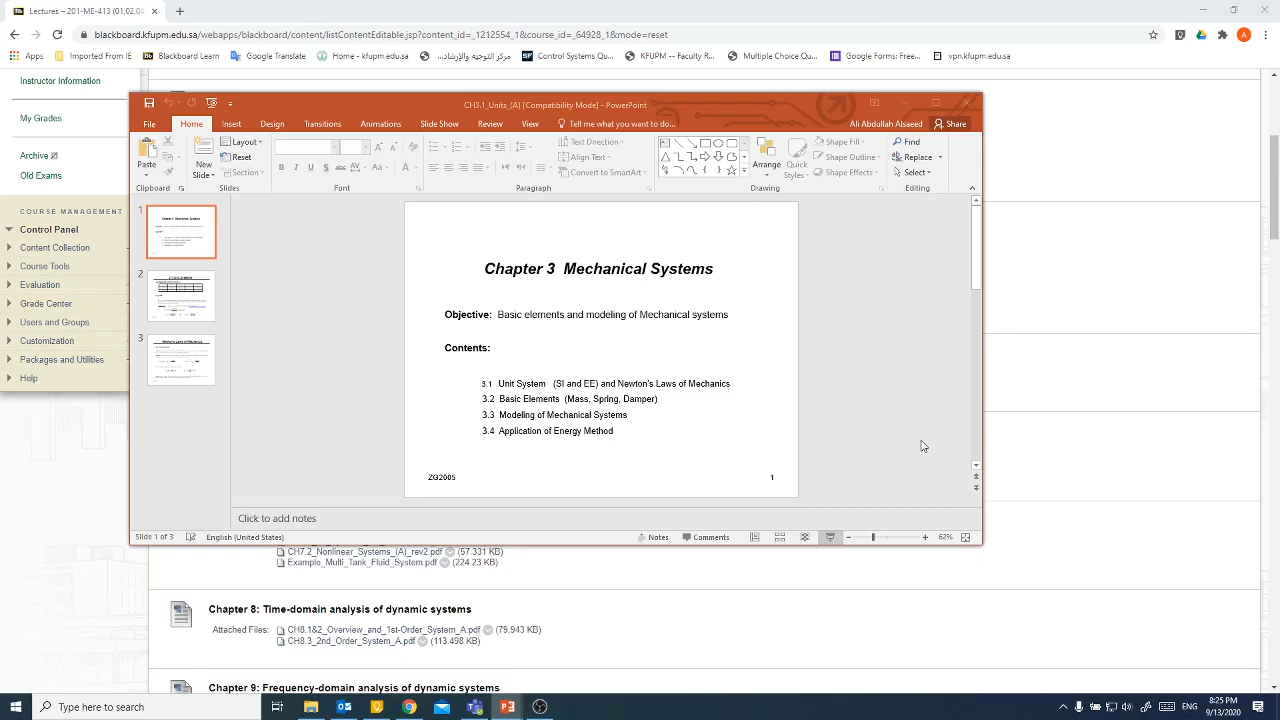 Lectures – 201-ME-413 (01,02,04
blackboard.kfupm.edu.sa/webapps/blackboard/content/listContentEditable.jsp?content_id=_1212554_1&course_id=_64928_1&mode=reset
A
Apps Imported From IE Blackboard Learn Google Translate Home - kfupm.edu.sa Control Systems Qu... KFUPM -- Faculty R... Multiple Choice Qu... Google Forms: Free... vpn.kfupm.edu.sa
Instructor Information
My Grades
Archive
Old Exams
COURSE MANAGEMENT
Control Panel
Content Collection
Course Tools
Evaluation
Grade Center
Users and Groups
Customization
Packages and Utilities
Help
CH3.1_Units_(A) [Compatibility Mode] - PowerPoint
File Home Insert Design Transitions Animations Slide Show Review View Tell me what you want to do... Ali Abdullah Alsaeed Share
Paste
New
Slide
Layout
Reset
Section
B I U S abc AV Aa A
Text Direction
Align Text
Convert to SmartArt
Arrange
Quick
Styles
Shape Fill
Shape Outline
Shape Effects
Find
Replace
Select
Clipboard Slides Font Paragraph Drawing Editing
1
2
3
Chapter 3 Mechanical Systems
Objective: Basic elements and modeling of Mechanical systems
Contents:
3.1 Unit System (SI and EE) and Newton's Laws of Mechanics
3.2 Basic Elements (Mass, Spring, Damper)
3.3 Modeling of Mechanical Systems
3.4 Application of Energy Method
ZG2005 1
Click to add notes
Slide 1 of 3 English (United States) Notes Comments 62%
CH7.2_Nonlinear_Systems_(A)_rev2.pdf (57.331 KB)
Example_Multi_Tank_Fluid_System.pdf (224.23 KB)
Chapter 8: Time-domain analysis of dynamic systems
Attached Files: CH8.1&2_Overview_and_1st-Order_System_A.pdf (79.943 KB)
CH8.3_2nd_Order_System_A.pdf (113.498 KB)
Chapter 9: Frequency-domain analysis of dynamic systems
Type here to search
ENG
8:25 PM
9/13/2020